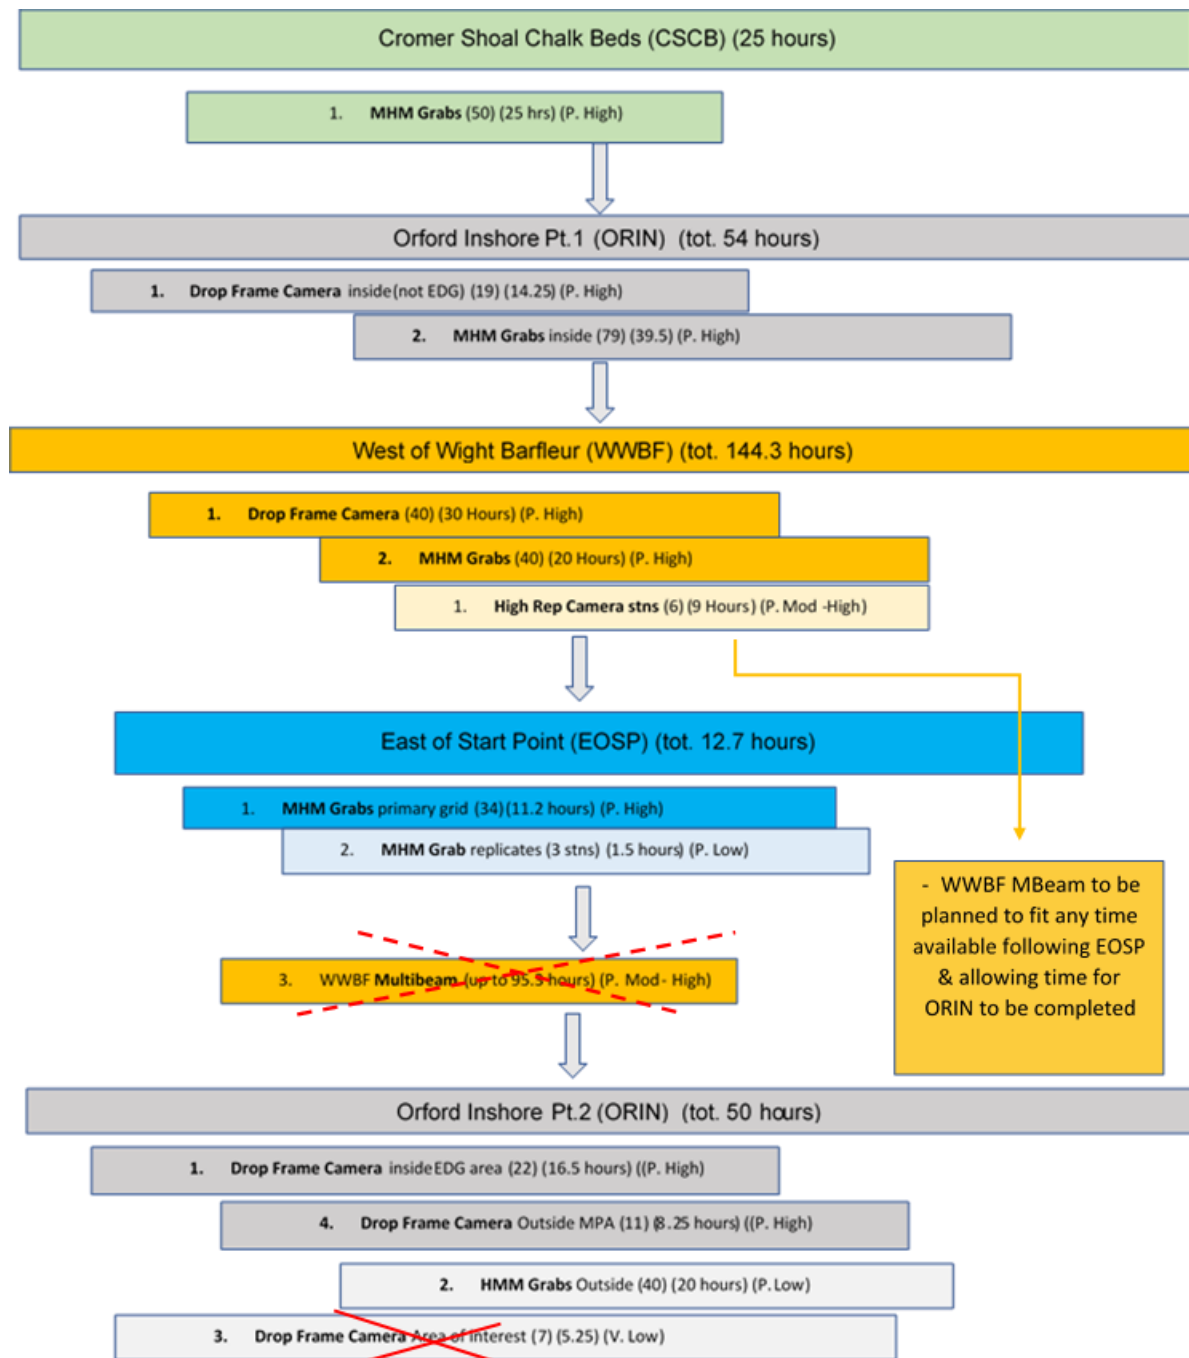 Cromer Shoal Chalk Beds (CSCB) (25 hours)
1. MHM Grabs (50) (25 hrs) (P. High)
Orford Inshore Pt.1 (ORIN) (tot. 54 hours)
1. Drop Frame Camera inside(not EDG) (19) (14.25) (P. High)
2. MHM Grabs inside (79) (39.5) (P. High)
West of Wight Barfleur (WWBF) (tot. 144.3 hours)
1. Drop Frame Camera (40) (30 Hours) (P. High)
2. MHM Grabs (40) (20 Hours) (P. High)
1. High Rep Camera stns (6) (9 Hours) (P. Mod -High)
East of Start Point (EOSP) (tot. 12.7 hours)
1. MHM Grabs primary grid (34) (11.2 hours) (P. High)
2. MHM Grab replicates (3 stns) (1.5 hours) (P. Low)
- WWBF MBeam to be
planned to fit any time
available following EOSP
& allowing time for
ORIN to be completed
3. WWBF Multibeam (up to 95.3 hours) (P. Mod- High)
Orford Inshore Pt.2 (ORIN) (tot. 50 hours)
1. Drop Frame Camera inside EDG area (22) (16.5 hours) ((P. High)
4. Drop Frame Camera Outside MPA (11) (8.25 hours) ((P. High)
2. HMM Grabs Outside (40) (20 hours) (P. Low)
3. Drop Frame Camera Area of Interest (7) (5.25) (V. Low)